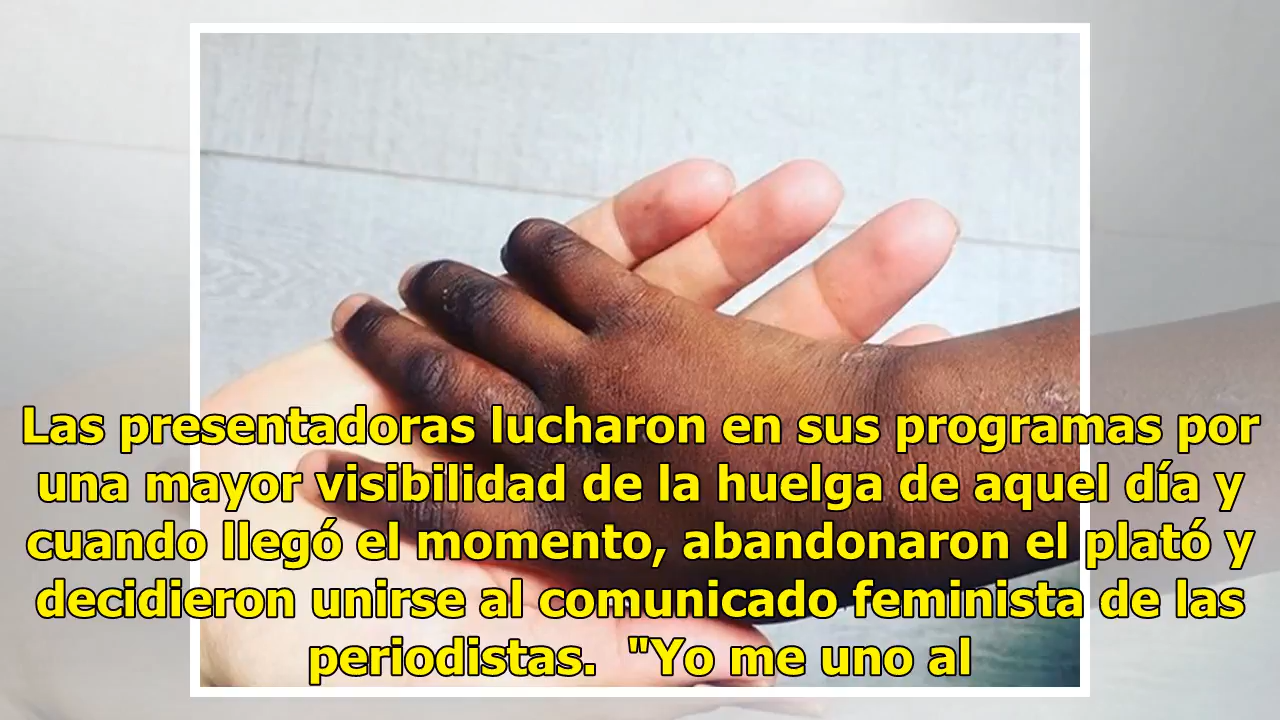 Las presentadoras lucharon en sus programas por
una mayor visibilidad de la huelga de aquel día y
cuando llegó el momento, abandonaron el plató y
decidieron unirse al comunicado feminista de las
periodistas.  "Yo me uno al